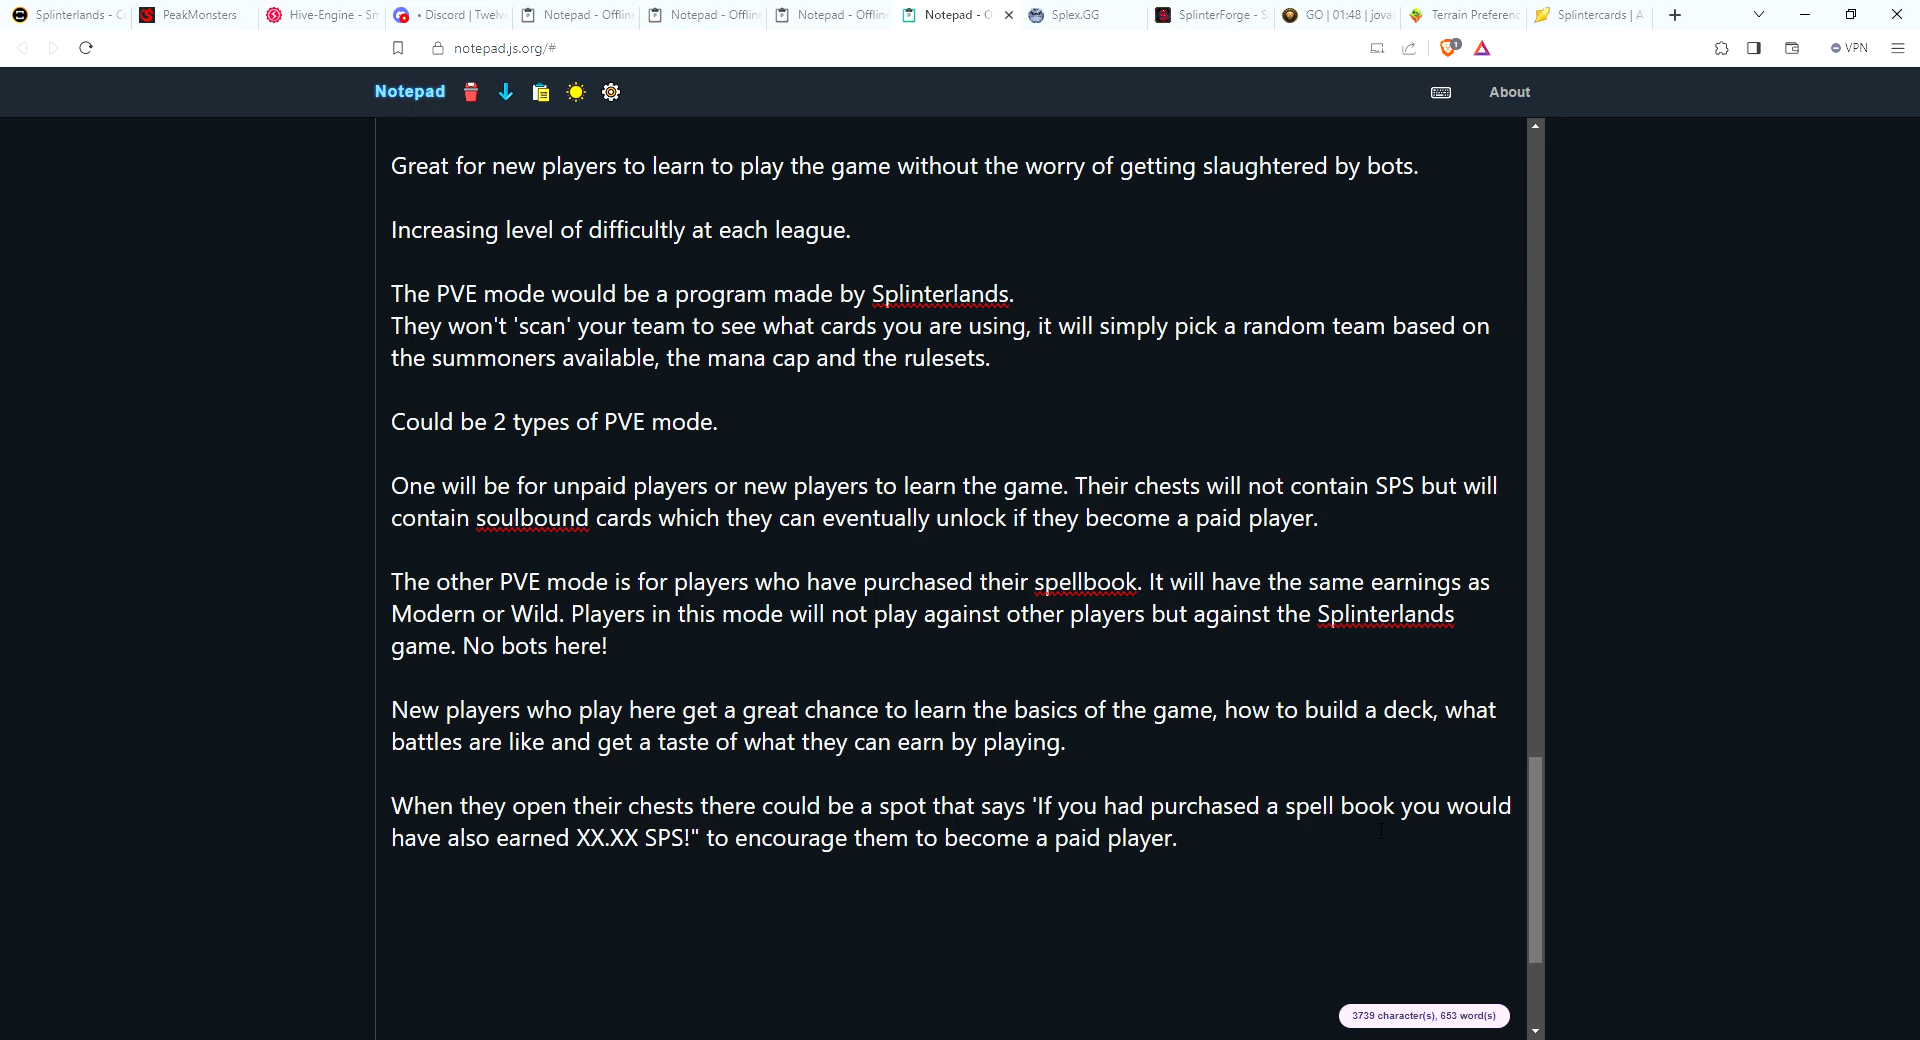 Splinterlands - C
PeakMonsters
Hive-Engine - Sm
• Discord | Twelve
Notepad - Offline
Notepad - Offline
Notepad - Offline
Notepad - O
Splex.GG
SplinterForge - S
GO | 01:48 | jova
Terrain Preferenc
Splintercards | A
notepad.js.org/#
1
VPN
Notepad
About
Great for new players to learn to play the game without the worry of getting slaughtered by bots.
Increasing level of difficultly at each league.
The PVE mode would be a program made by Splinterlands.
They won't 'scan' your team to see what cards you are using, it will simply pick a random team based on
the summoners available, the mana cap and the rulesets.
Could be 2 types of PVE mode.
One will be for unpaid players or new players to learn the game. Their chests will not contain SPS but will
contain soulbound cards which they can eventually unlock if they become a paid player.
The other PVE mode is for players who have purchased their spellbook. It will have the same earnings as
Modern or Wild. Players in this mode will not play against other players but against the Splinterlands
game. No bots here!
New players who play here get a great chance to learn the basics of the game, how to build a deck, what
battles are like and get a taste of what they can earn by playing.
When they open their chests there could be a spot that says 'If you had purchased a spell book you would
have also earned XX.XX SPS!" to encourage them to become a paid player.
3739 character(s), 653 word(s)